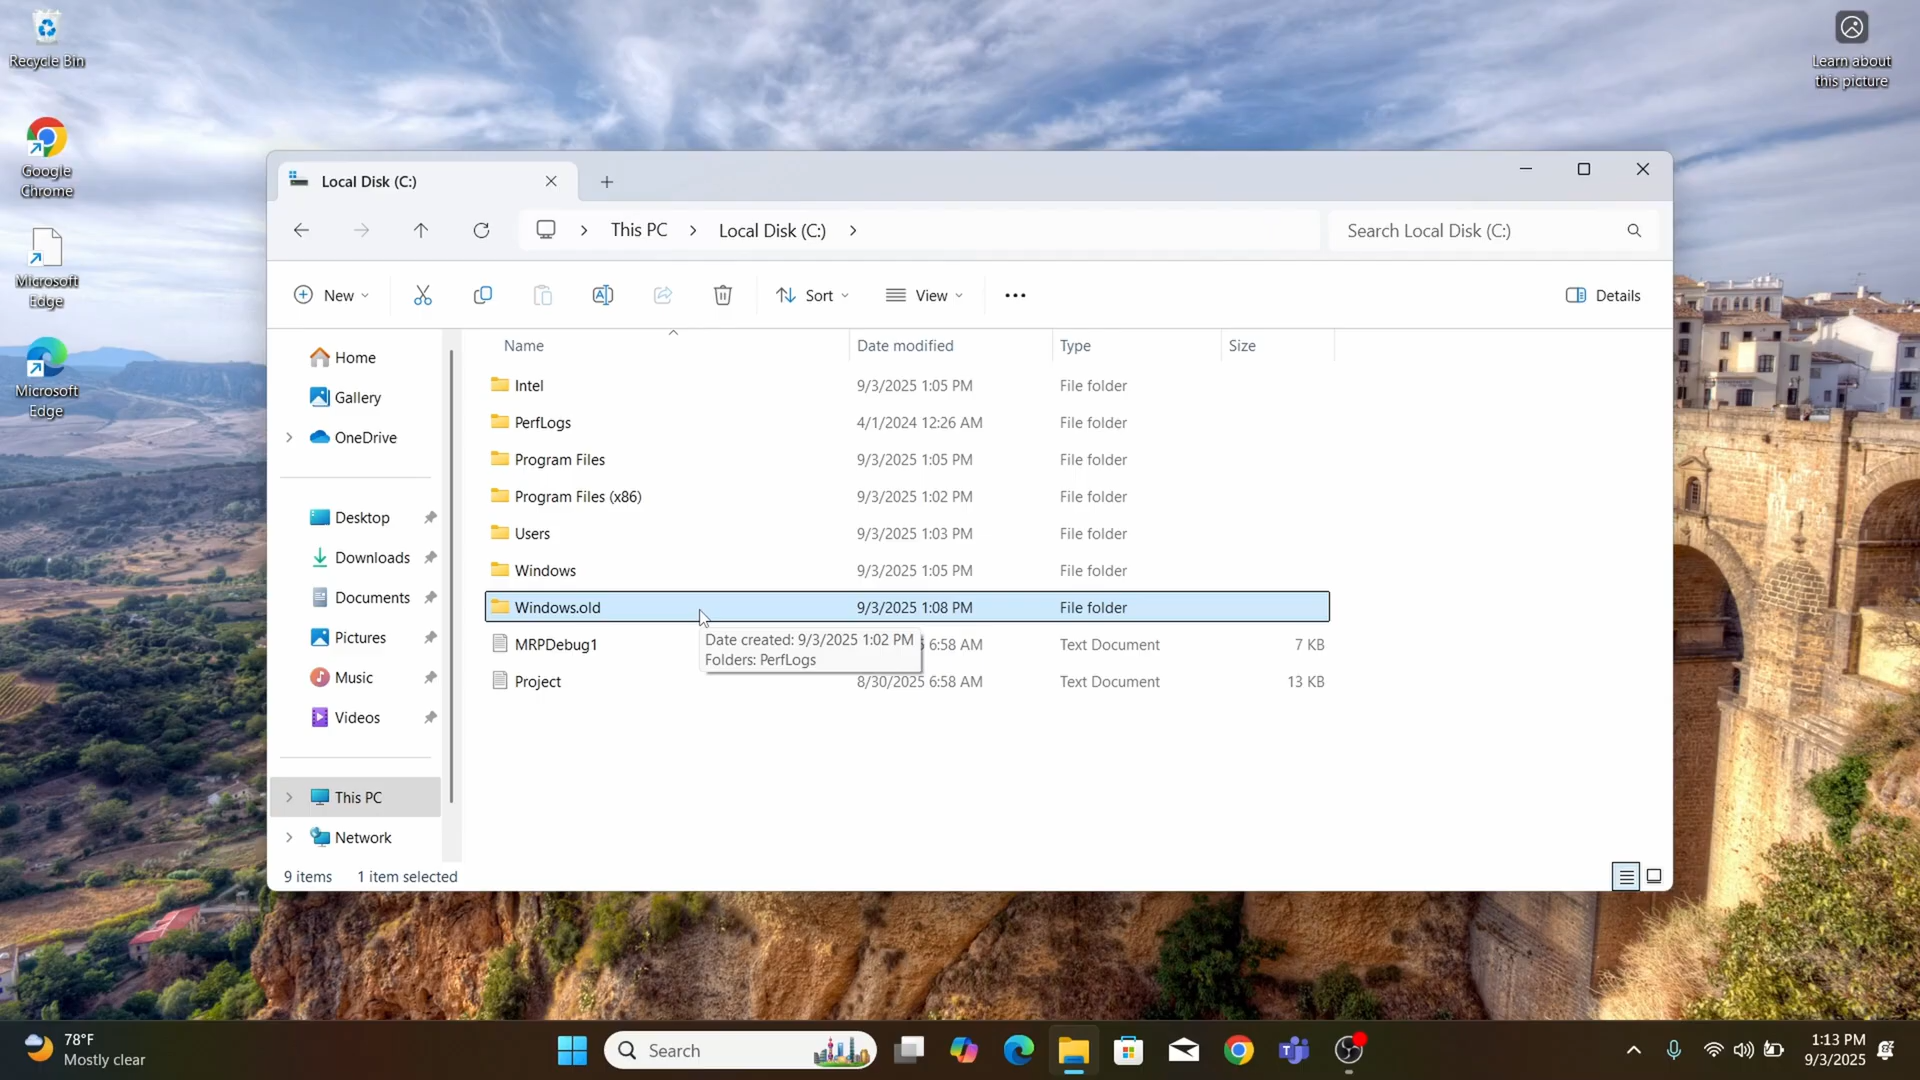 Recycle Bin
Google
Chrome
Microsoft
Edge
Microsoft
Edge
Learn about
this picture
Local Disk (C:)
This PC
Local Disk (C:)
Search Local Disk (C:)
New
Sort
View
Details
Home
Gallery
OneDrive
Desktop
Downloads
Documents
Pictures
Music
Videos
This PC
Network
Name Date modified Type Size
Intel 9/3/2025 1:05 PM File folder
PerfLogs 4/1/2024 12:26 AM File folder
Program Files 9/3/2025 1:05 PM File folder
Program Files (x86) 9/3/2025 1:02 PM File folder
Users 9/3/2025 1:03 PM File folder
Windows 9/3/2025 1:05 PM File folder
Windows.old 9/3/2025 1:08 PM File folder
MRPDebug1 6:58 AM Text Document 7 KB
Date created: 9/3/2025 1:02 PM
Folders: PerfLogs
Project 8/30/2025 6:58 AM Text Document 13 KB
9 items 1 item selected
78°F
Mostly clear
Search
1:13 PM
9/3/2025